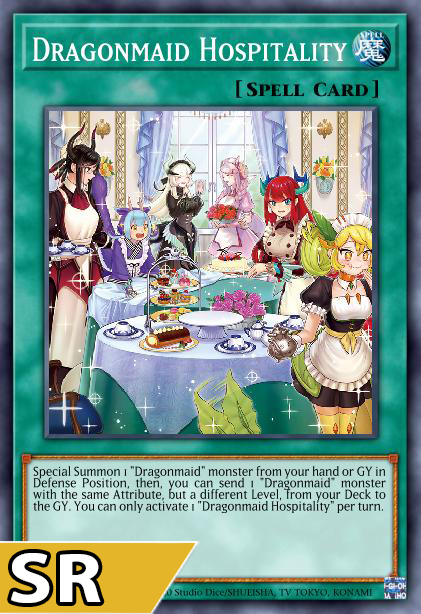 DRAGONMAID HOSPITALITY
SPELL
魔
[ SPELL CARD ]
Special Summon 1 "Dragonmaid" monster from your hand or GY in
Defense Position, then, you can send 1 "Dragonmaid" monster
with the same Attribute, but a different Level, from your Deck to
the GY. You can only activate 1 "Dragonmaid Hospitality" per turn.
SR
0 Studio Dice/SHUEISHA, TV TOKYO, KONAMI